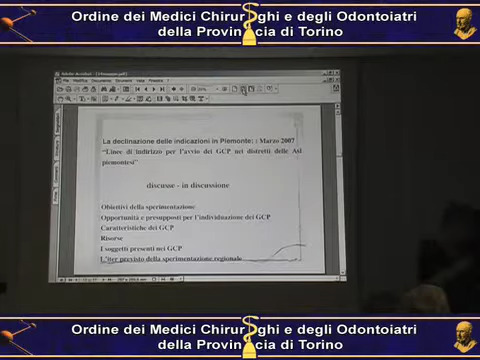 Ordine dei Medici Chirurghi e degli Odontoiatri
della Provincia di Torino
La declinazione delle indicazioni in Piemonte: : Marzo 2007
“Linee di indirizzo per l'avvio dei GCP nei distretti delle Asl
piemontesi”
discusse - in discussione
Obiettivi della sperimentazione
Opportunità e presupposti per l'individuazione dei GCP
Caratteristiche dei GCP
Risorse
I soggetti presenti nei GCP
L'iter previsto della sperimentazione regionale
Ordine dei Medici Chirurghi e degli Odontoiatri
della Provincia di Torino